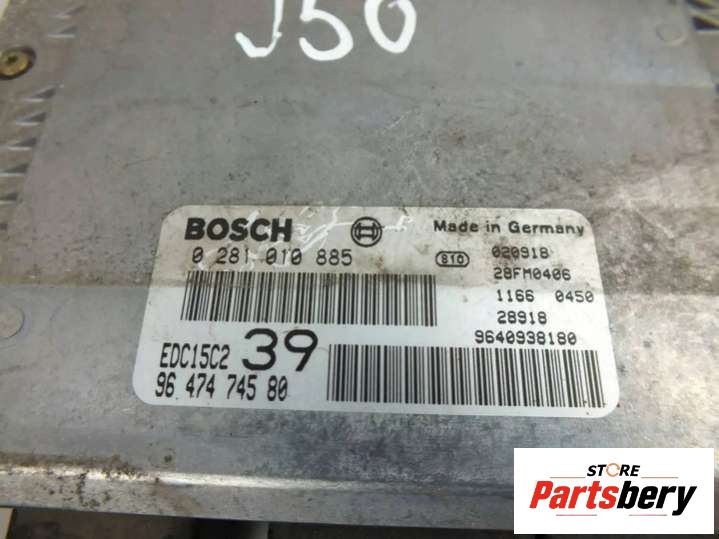 J50
BOSCH
Made in Germany
0 281 010 885
810 020918
28FM0406
1166 0450
28918
9640938180
EDC15C2 39
96 474 745 80
STORE
Partsbery